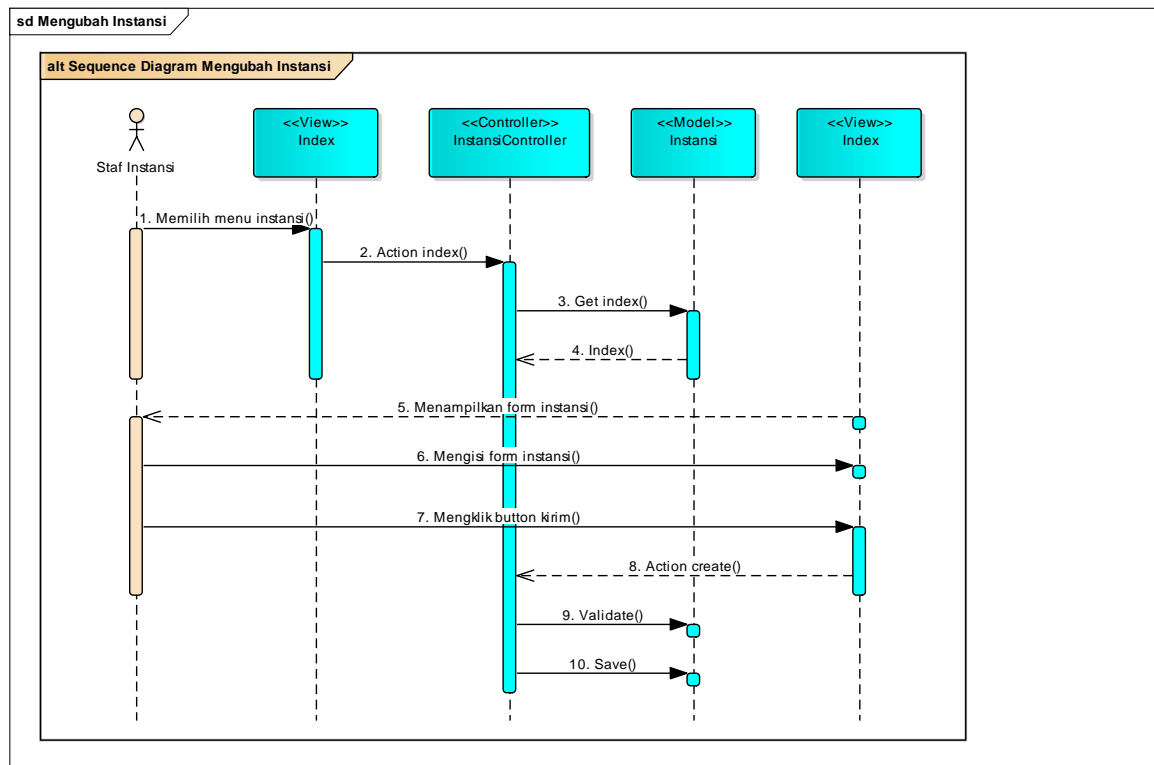 sd Mengubah Instansi
alt Sequence Diagram Mengubah Instansi
Staf Instansi
<<View>>
Index
<<Controller>>
InstansiController
<<Model>>
Instansi
<<View>>
Index
1. Memilih menu instansi()
2. Action index()
3. Get index()
4. Index()
5. Menampilkan form instansi()
6. Mengisi form instansi()
7. Mengklik button kirim()
8. Action create()
9. Validate()
10. Save()